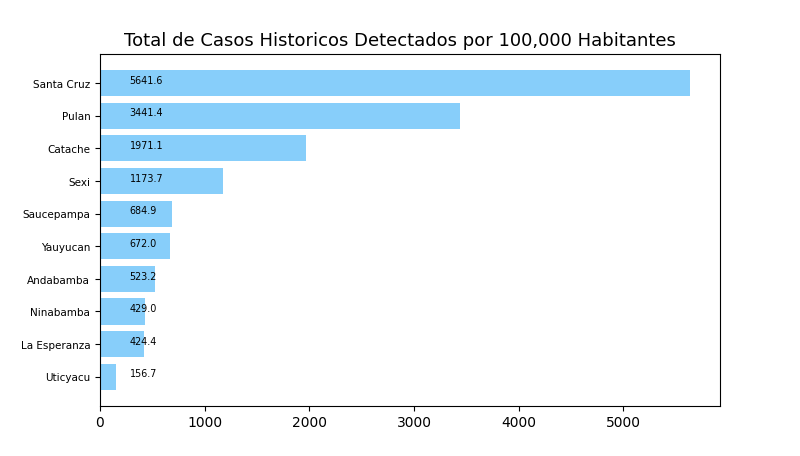 Total de Casos Historicos Detectados por 100,000 Habitantes
Santa Cruz 5641.6
Pulan 3441.4
Catache 1971.1
Sexi 1173.7
Saucepampa 684.9
Yauyucan 672.0
Andabamba 523.2
Ninabamba 429.0
La Esperanza 424.4
Uticyacu 156.7
0 1000 2000 3000 4000 5000